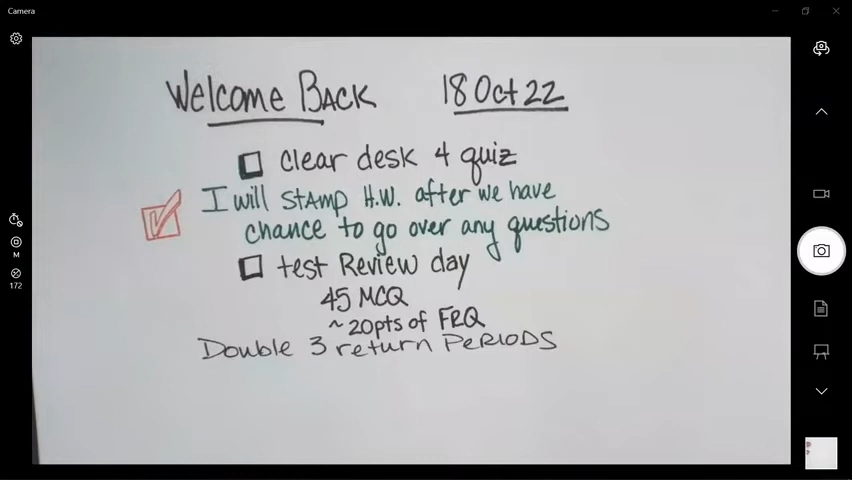 Camera
Welcome Back 18 Oct 22
clear desk 4 quiz
I will stamp H.W. after we have
chance to go over any questions
test Review day
45 MCQ
~20pts of FRQ
Double 3 return Periods
M
172